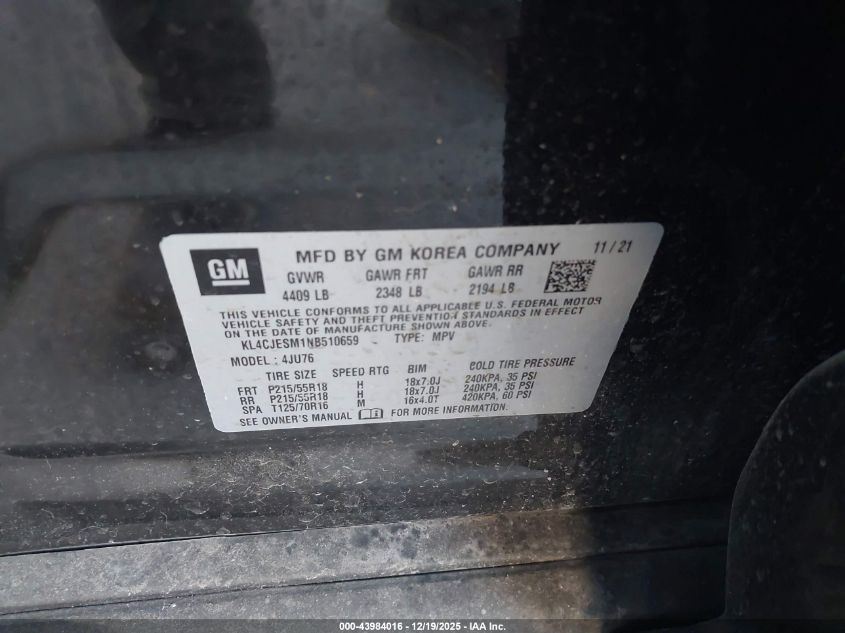 GM MFD BY GM KOREA COMPANY 11/21
GVWR GAWR FRT GAWR RR
4409 LB 2348 LB 2194 LB
THIS VEHICLE CONFORMS TO ALL APPLICABLE U.S. FEDERAL MOTOR
VEHICLE SAFETY AND THEFT PREVENTION STANDARDS IN EFFECT
ON THE DATE OF MANUFACTURE SHOWN ABOVE.
KL4CJESM1NB510659 TYPE: MPV
MODEL: 4JU76
TIRE SIZE SPEED RTG RIM COLD TIRE PRESSURE
FRT P215/55R18 H 18x7.0J 240KPA, 35 PSI
RR P215/55R18 H 18x7.0J 240KPA, 35 PSI
SPA T125/70R16 M 16x4.0T 420KPA, 60 PSI
SEE OWNER'S MANUAL FOR MORE INFORMATION.
000-43984016 - 12/19/2025 - IAA Inc.